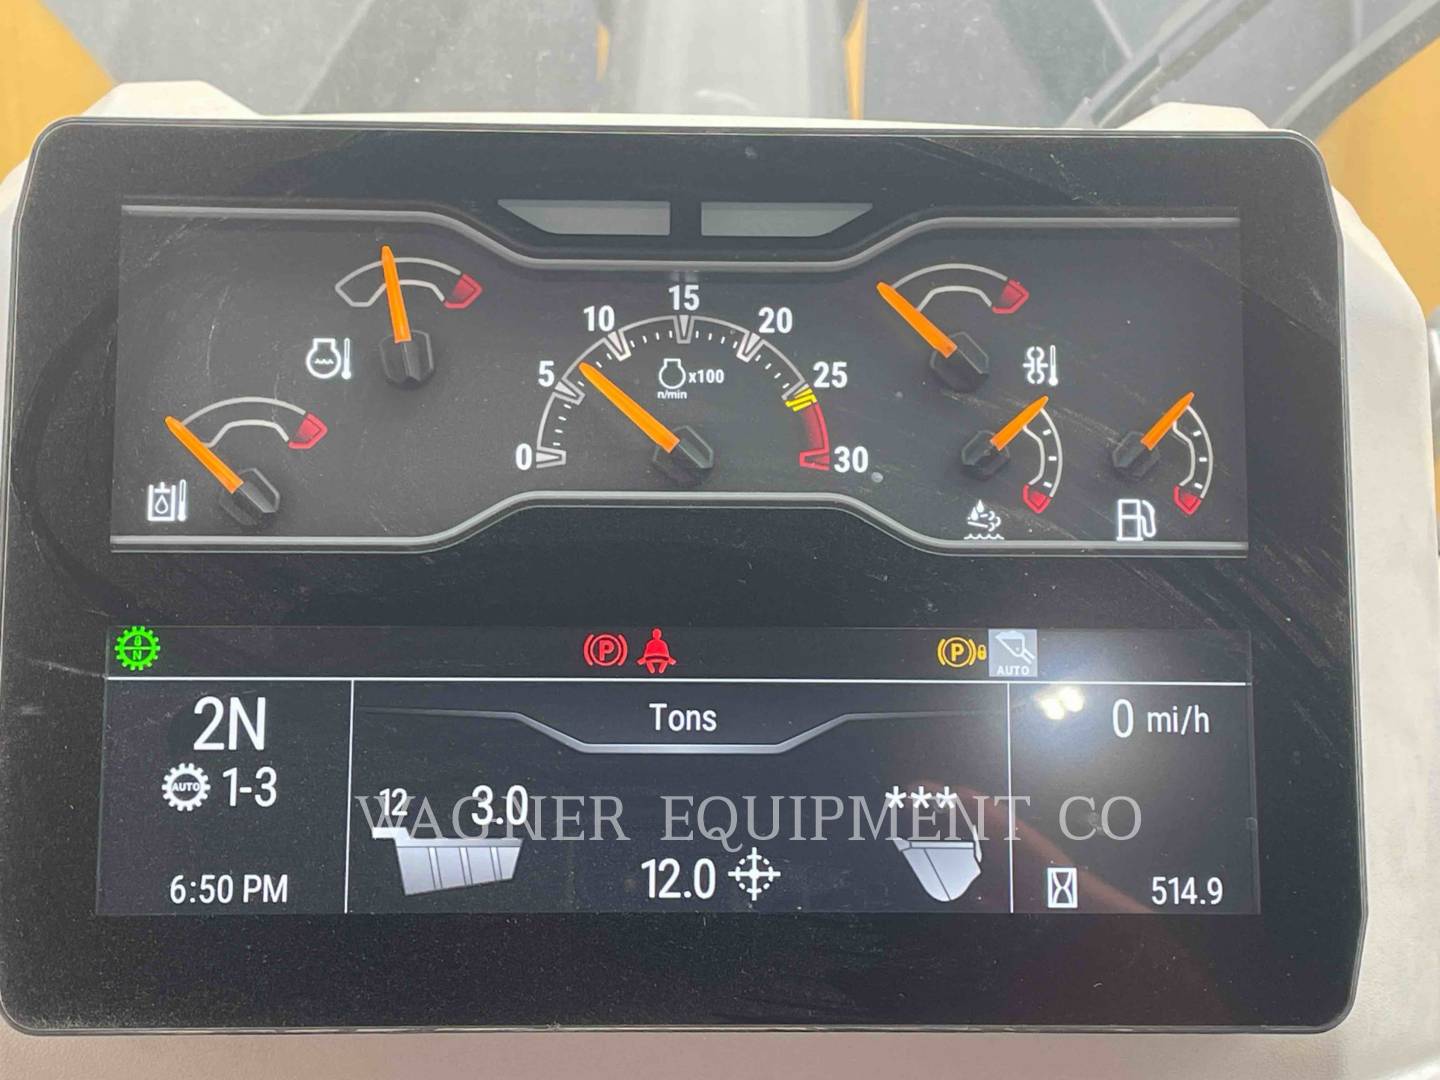 15
10
20
5
x100
n/min
25
0
30
N
P
P
AUTO
2N
AUTO 1-3
6:50 PM
Tons
12
3.0
***
12.0
0 mi/h
514.9
WAGNER EQUIPMENT CO